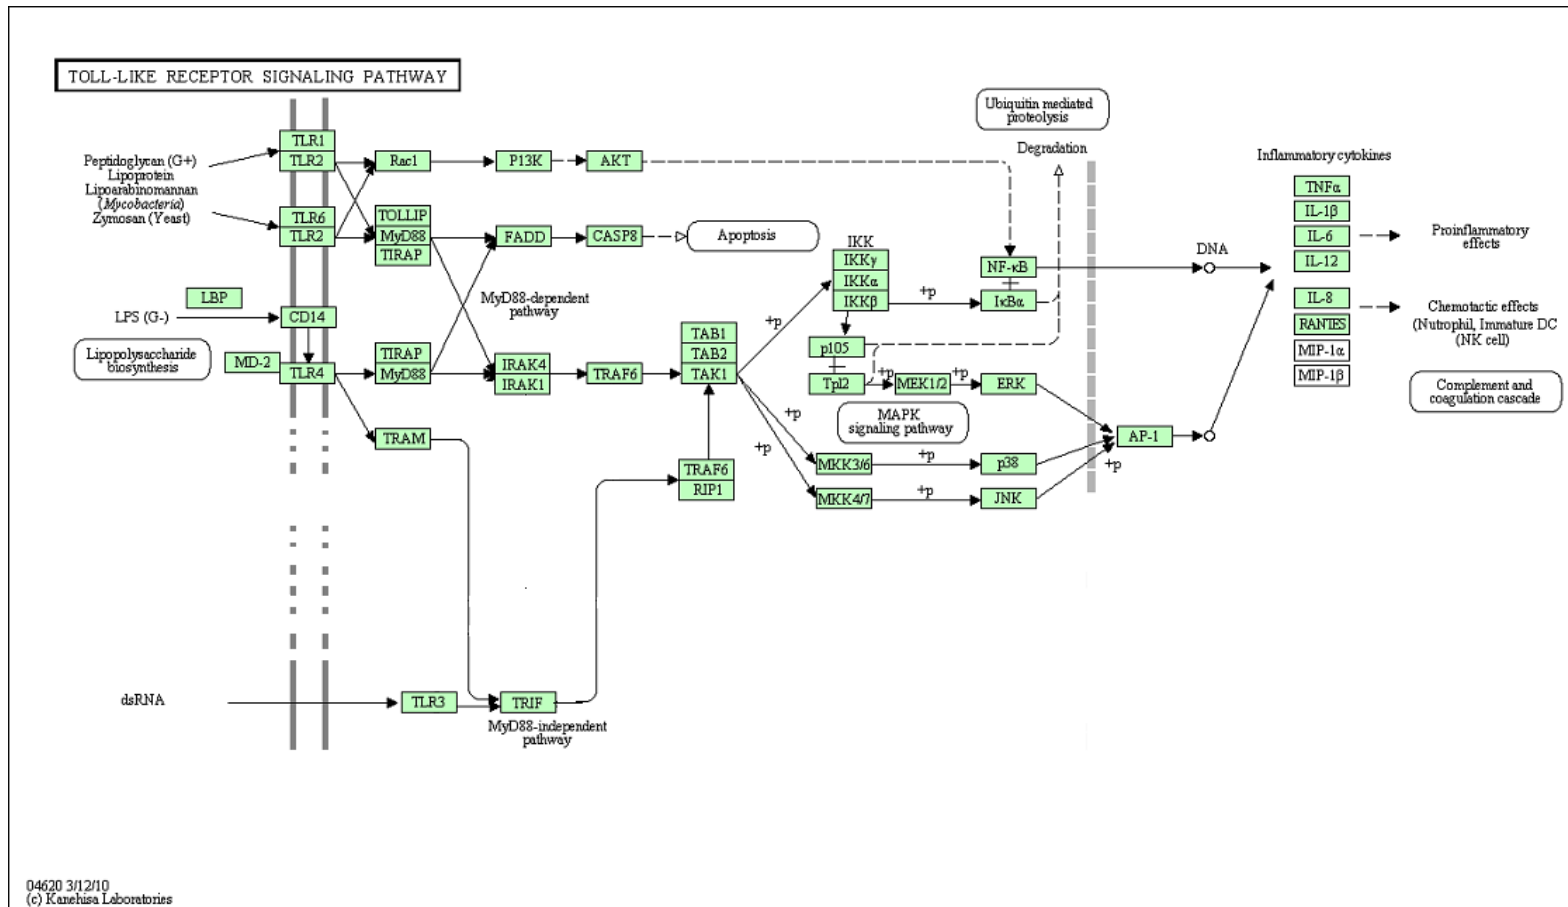 TOLL-LIKE RECEPTOR SIGNALING PATHWAY
Peptidoglycan (G+)
Lipoprotein
Lipoarabinomannan
(Mycobacteria)
Zymosan (Yeast)
TLR1
TLR2
TLR6
TLR2
Rac1
P13K
AKT
TOLLIP
MyD88
TIRAP
FADD
CASP8
Apoptosis
MyD88-dependent
pathway
LBP
LPS (G-)
CD14
Lipopolysaccharide
biosynthesis
MD-2
TLR4
TIRAP
MyD88
IRAK4
IRAK1
TRAF6
TAB1
TAB2
TAK1
TRAM
TRAF6
RIP1
dsRNA
TLR3
TRIF
MyD88-independent
pathway
IKK
IKKγ
IKKα
IKKβ
+p
+p
p105
Tpl2
+p
MEK1/2
+p
ERK
MAPK
signaling pathway
+p
+p
MKK3/6
+p
p38
MKK4/7
+p
JNK
Ubiquitin mediated
proteolysis
Degradation
NF-κB
IκBα
AP-1
+p
DNA
Inflammatory cytokines
TNFα
IL-1β
IL-6
IL-12
Proinflammatory
effects
IL-8
RANTES
MIP-1α
MIP-1β
Chemotactic effects
(Nutrophil, Immature DC
(NK cell)
Complement and
coagulation cascade
04620 3/12/10
(c) Kanehisa Laboratories